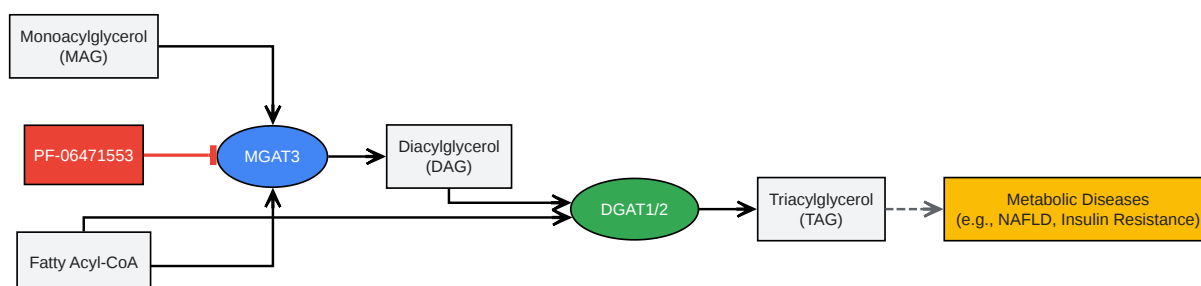 Monoacylglycerol
(MAG)
PF-06471553
MGAT3
Diacylglycerol
(DAG)
Fatty Acyl-CoA
DGAT1/2
Triacylglycerol
(TAG)
Metabolic Diseases
(e.g., NAFLD, Insulin Resistance)